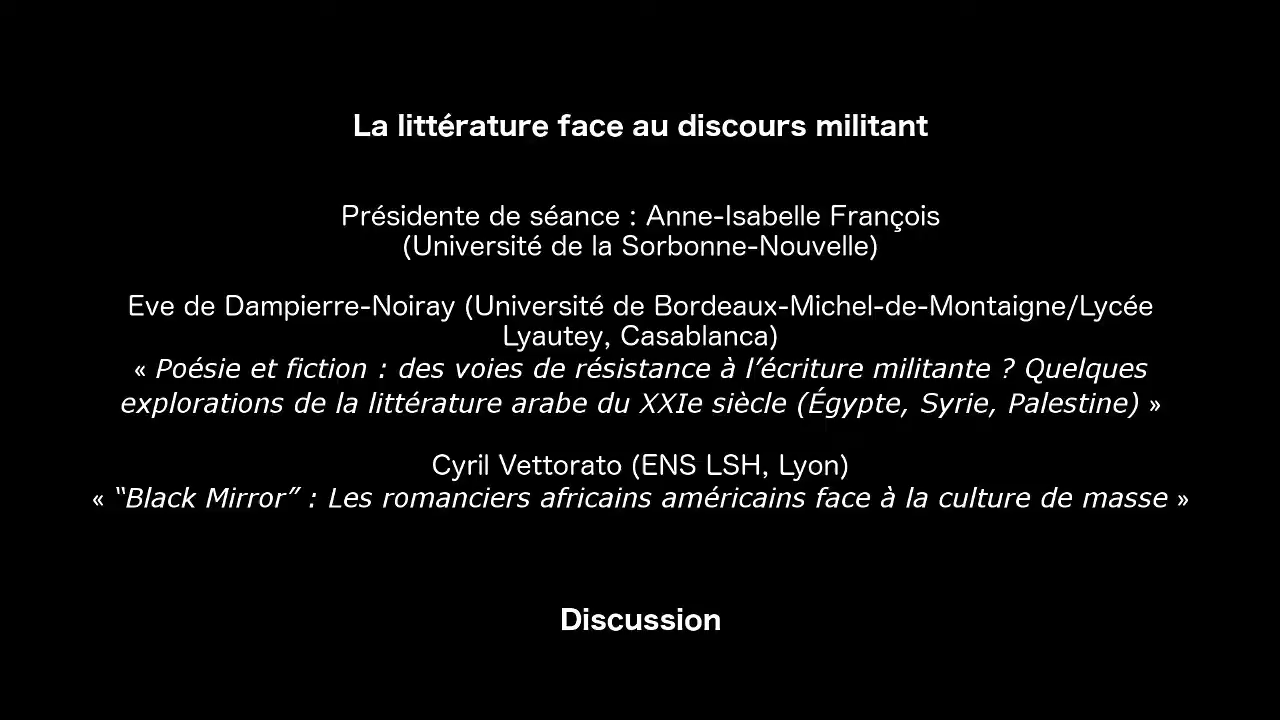 La littérature face au discours militant
Présidente de séance : Anne-Isabelle François
(Université de la Sorbonne-Nouvelle)
Eve de Dampierre-Noiray (Université de Bordeaux-Michel-de-Montaigne/Lycée
Lyautey, Casablanca)
« Poésie et fiction : des voies de résistance à l’écriture militante ? Quelques
explorations de la littérature arabe du XXIe siècle (Égypte, Syrie, Palestine) »
Cyril Vettorato (ENS LSH, Lyon)
« “Black Mirror” : Les romanciers africains américains face à la culture de masse »
Discussion